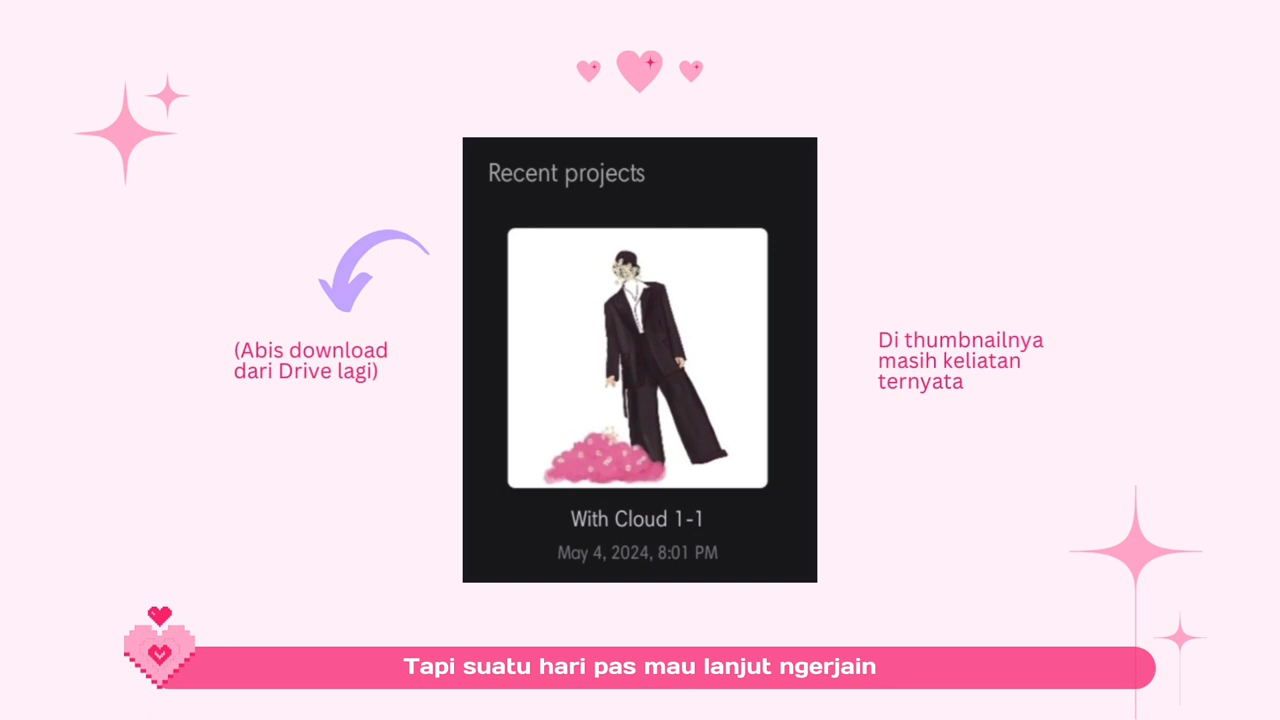 Recent projects
(Abis download
dari Drive lagi)
Di thumbnailnya
masih keliatan
ternyata
With Cloud 1-1
May 4, 2024, 8:01 PM
Tapi suatu hari pas mau lanjut ngerjain